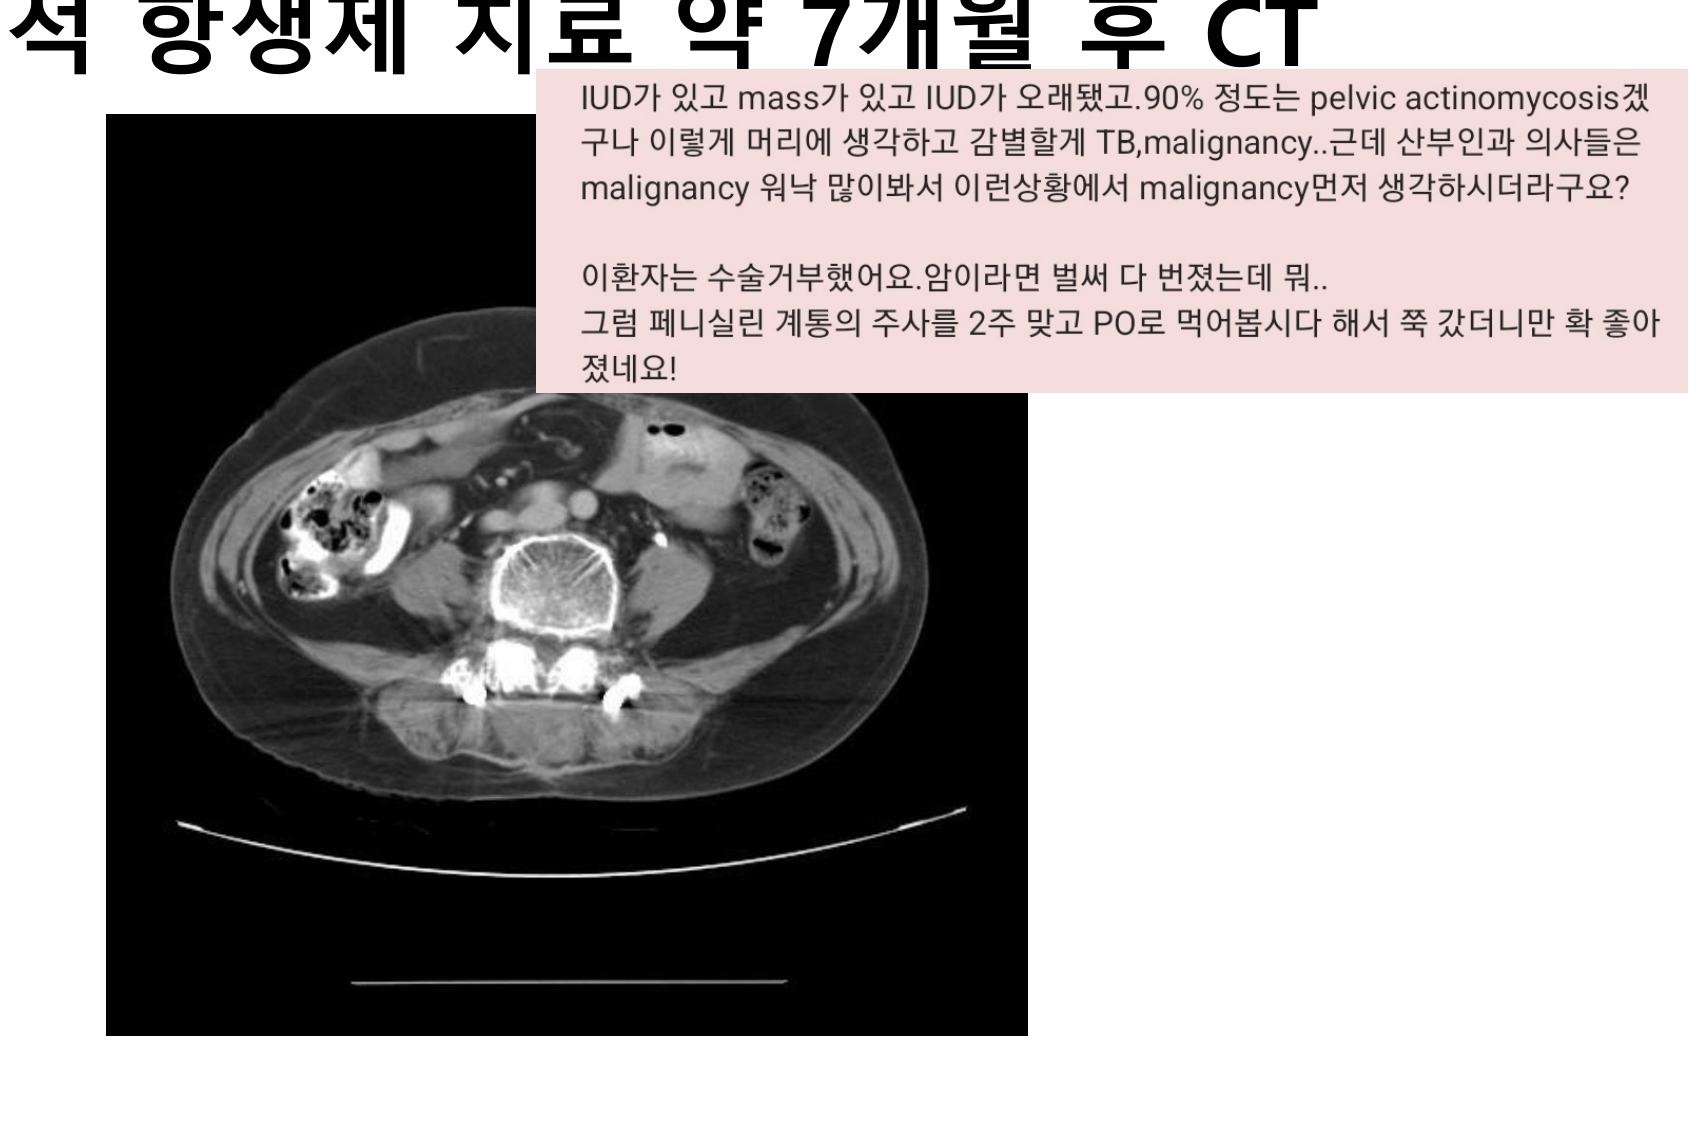 석 항생제 치료 약 7개월 후 CT
IUD가 있고 mass가 있고 IUD가 오래됐고.90% 정도는 pelvic actinomycosis겠
구나 이렇게 머리에 생각하고 감별할게 TB,malignancy..근데 산부인과 의사들은
malignancy 워낙 많이봐서 이런상황에서 malignancy먼저 생각하시더라구요?
이환자는 수술거부했어요.암이라면 벌써 다 번졌는데 뭐..
그럼 페니실린 계통의 주사를 2주 맞고 PO로 먹어봅시다 해서 쭉 갔더니만 확 좋아
졌네요!